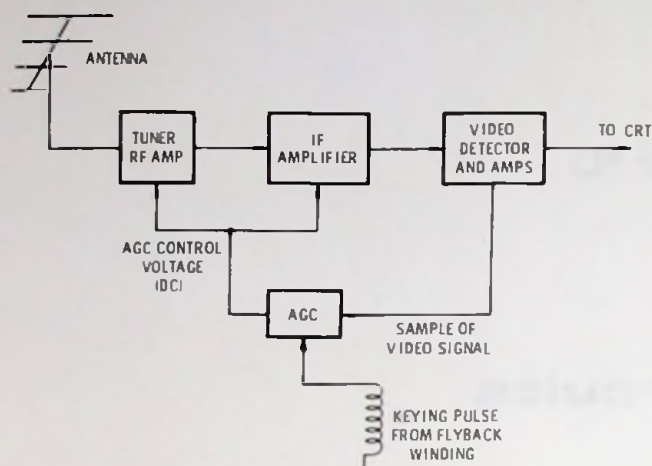 ANTENNA
TUNER
RF AMP
IF
AMPLIFIER
VIDEO
DETECTOR
AND AMPS
TO CRT
AGC CONTROL
VOLTAGE
(DC)
AGC
SAMPLE OF
VIDEO SIGNAL
KEYING PULSE
FROM FLYBACK
WINDING